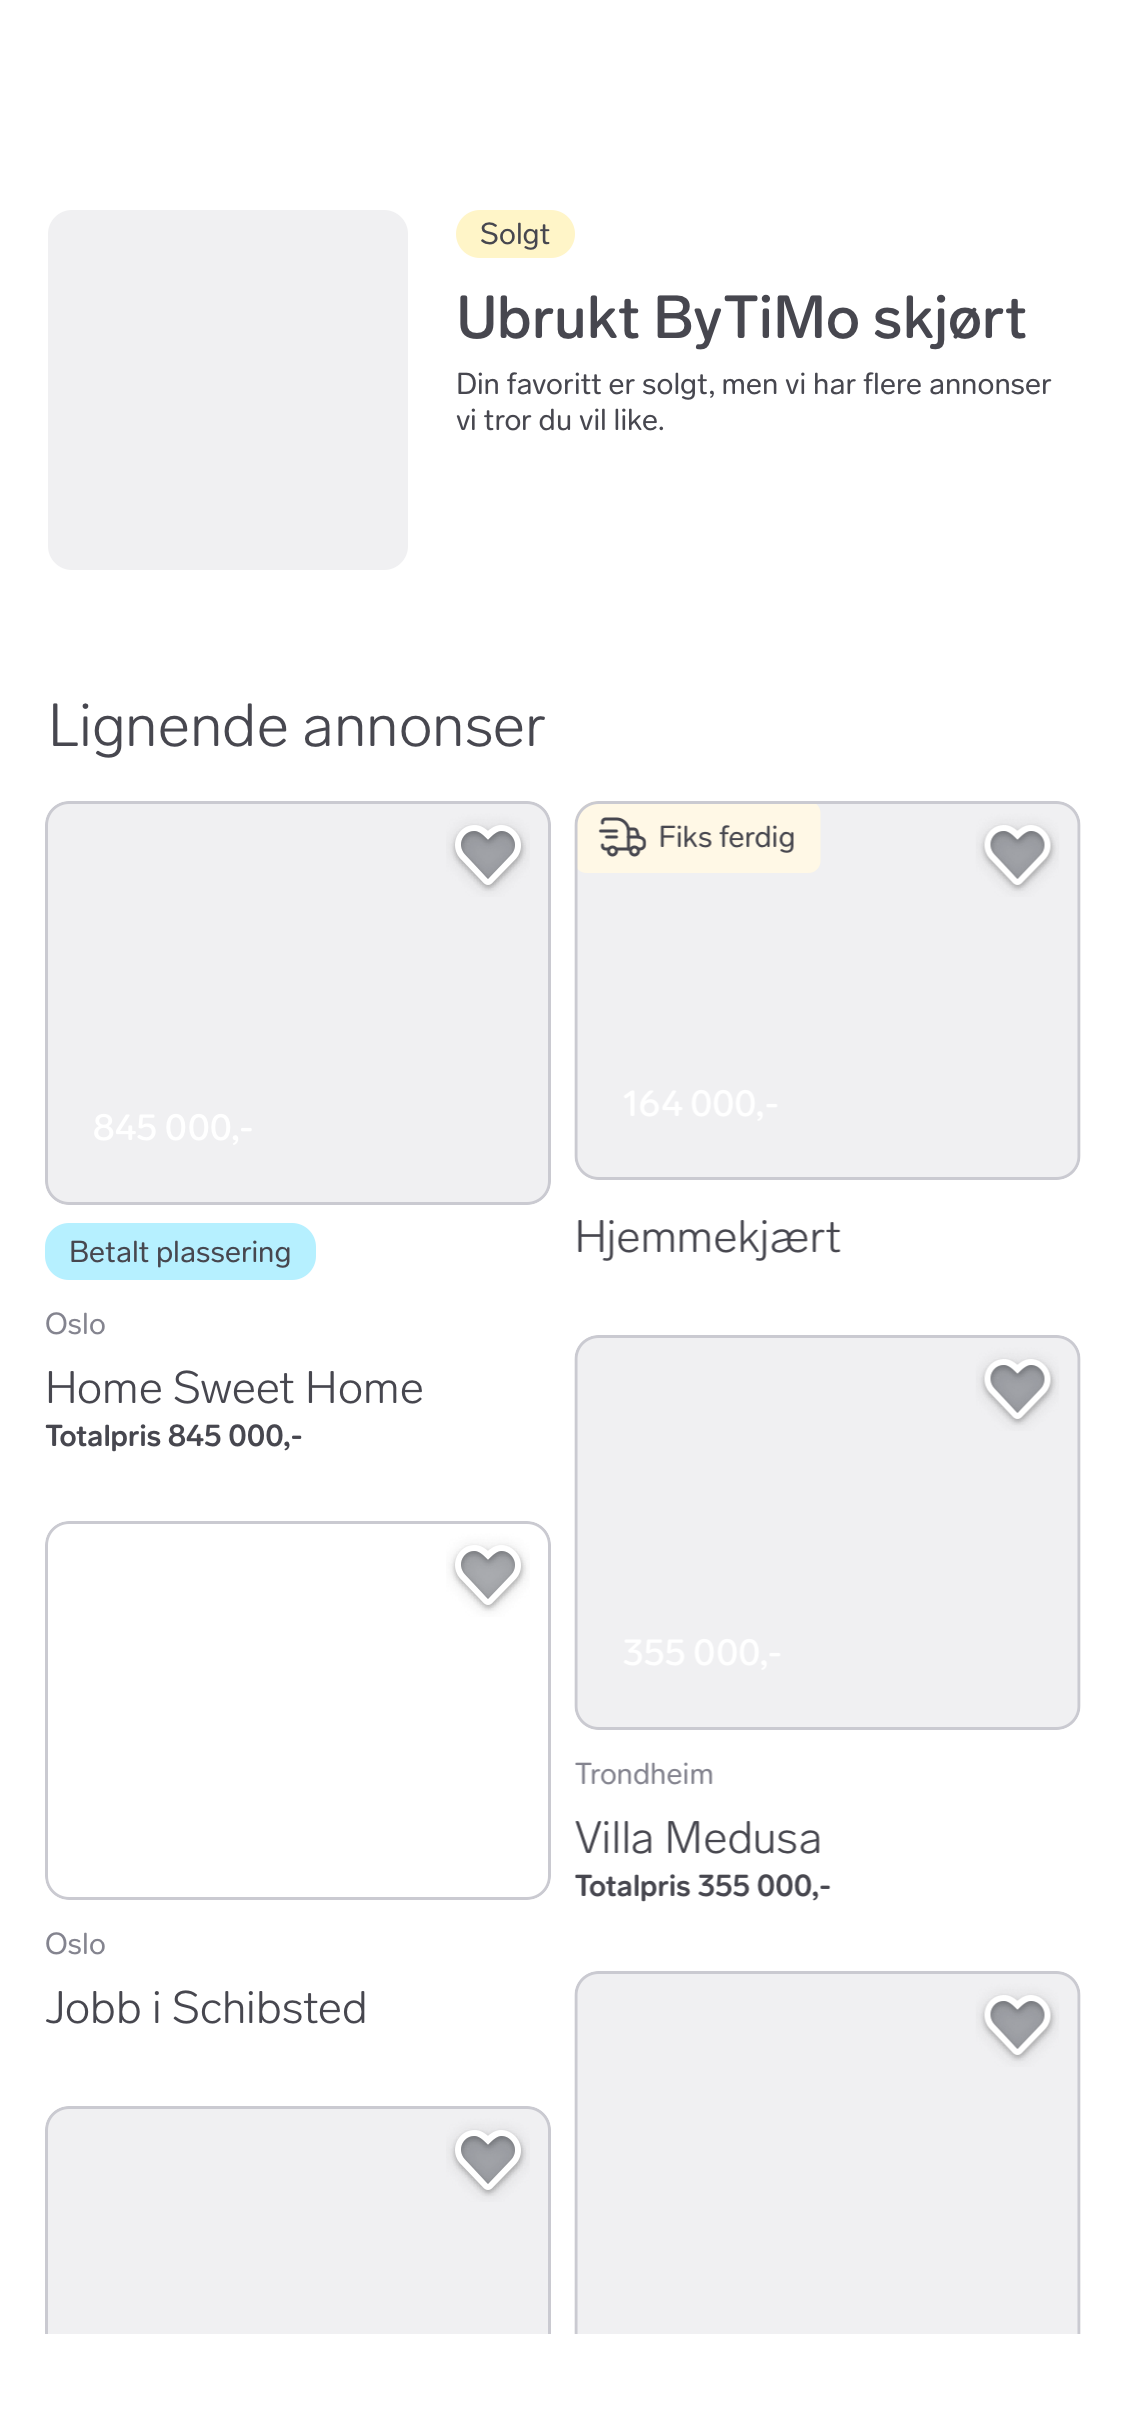 Solgt
Ubrukt ByTiMo skjørt
Din favoritt er solgt, men vi har flere annonser
vi tror du vil like.
Lignende annonser
845 000,-
Betalt plassering
Oslo
Home Sweet Home
Totalpris 845 000,-
Fiks ferdig
164 000,-
Hjemmekjært
355 000,-
Trondheim
Villa Medusa
Totalpris 355 000,-
Oslo
Jobb i Schibsted